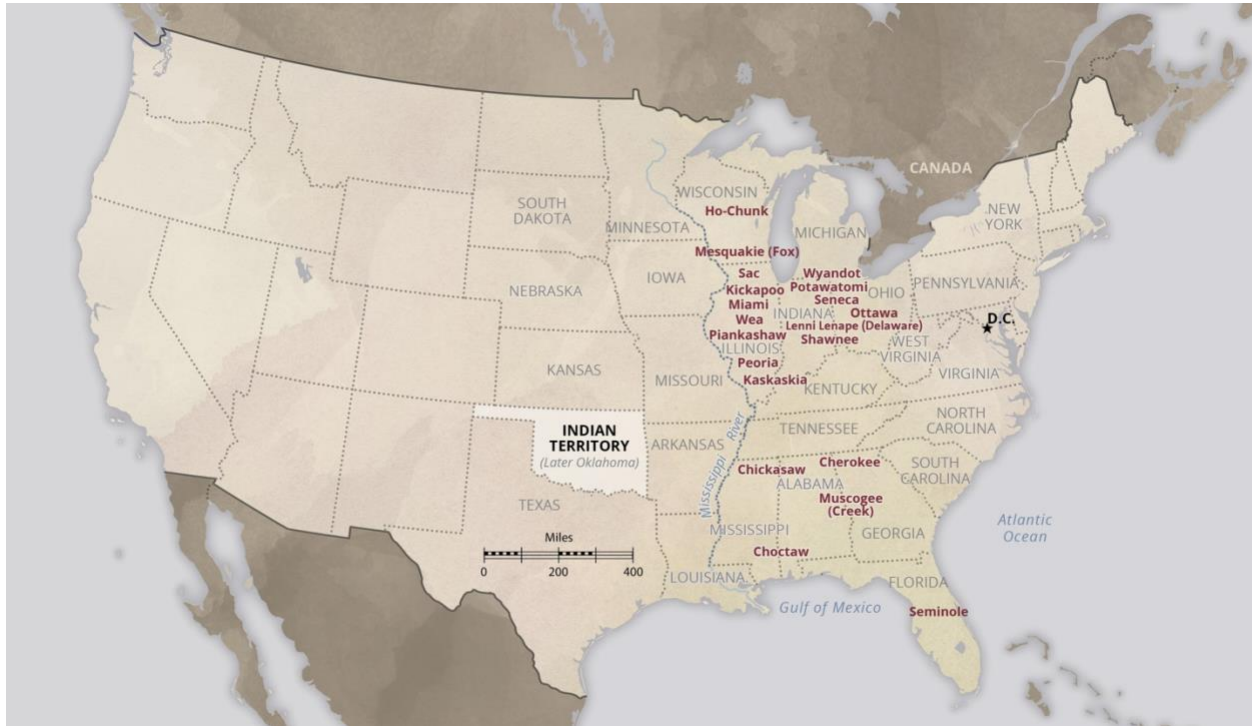 CANADA
WISCONSIN
Ho-Chunk
SOUTH
DAKOTA
MINNESOTA
MICHIGAN
NEW
YORK
Mesquakie (Fox)
IOWA
Sac
Kickapoo
Miami
Wea
Piankashaw
ILLINOIS
Peoria
Kaskaskia
Wyandot
Potawatomi
Seneca
OHIO
INDIANA
Ottawa
Lenni Lenape (Delaware)
Shawnee
PENNSYLVANIA
D.C.
NEBRASKA
WEST
VIRGINIA
VIRGINIA
KANSAS
MISSOURI
KENTUCKY
INDIAN
TERRITORY
(Later Oklahoma)
ARKANSAS
Mississippi River
TENNESSEE
NORTH
CAROLINA
Chickasaw
Cherokee
ALABAMA
SOUTH
CAROLINA
Muscogee
(Creek)
TEXAS
MISSISSIPPI
GEORGIA
Atlantic
Ocean
Miles
0 200 400
Choctaw
LOUISIANA
FLORIDA
Gulf of Mexico
Seminole